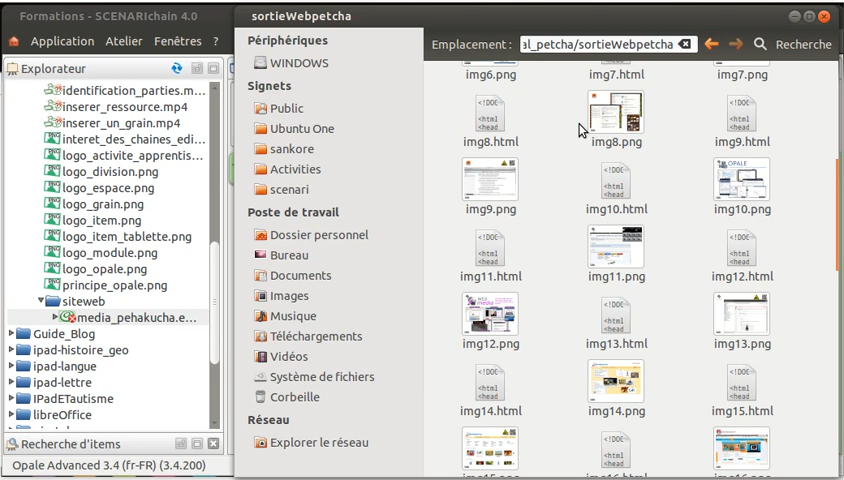 Formations - SCENARIchain 4.0
Application Atelier Fenêtres ?
Explorateur
identification_parties.m...
inserer_ressource.mp4
inserer_un_grain.mp4
interet_des_chaines_edi...
logo_activite_apprentis...
logo_division.png
logo_espace.png
logo_grain.png
logo_item.png
logo_item_tablette.png
logo_module.png
logo_opale.png
principe_opale.png
siteweb
media_pehakucha.e...
Guide_Blog
ipad-histoire_geo
ipad-langue
ipad-lettre
IPadETautisme
libreOffice
Recherche d'items
Opale Advanced 3.4 (fr-FR) (3.4.200)
sortieWebpetcha
Périphériques
WINDOWS
Signets
Public
Ubuntu One
sankore
Activities
scenari
Poste de travail
Dossier personnel
Bureau
Documents
Images
Musique
Téléchargements
Vidéos
Système de fichiers
Corbeille
Réseau
Explorer le réseau
Emplacement : al_petcha/sortieWebpetcha Recherche
img6.png img7.html img7.png
img8.html img8.png img9.html
img9.png img10.html img10.png
img11.html img11.png img12.html
img12.png img13.html img13.png
img14.html img14.png img15.html
img15.png img16.html img16.png